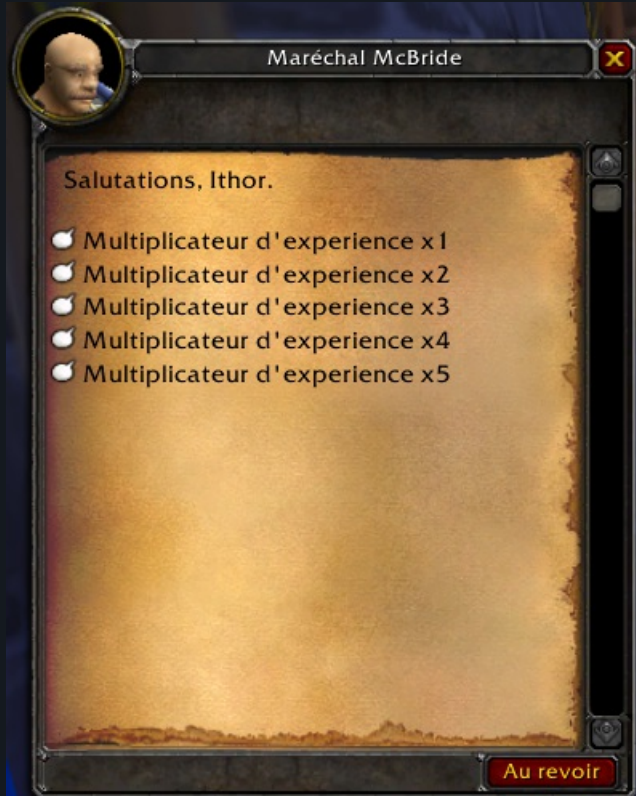 Maréchal McBride
Salutations, Ithor.
Multiplicateur d'experience x1
Multiplicateur d'experience x2
Multiplicateur d'experience x3
Multiplicateur d'experience x4
Multiplicateur d'experience x5
Au revoir